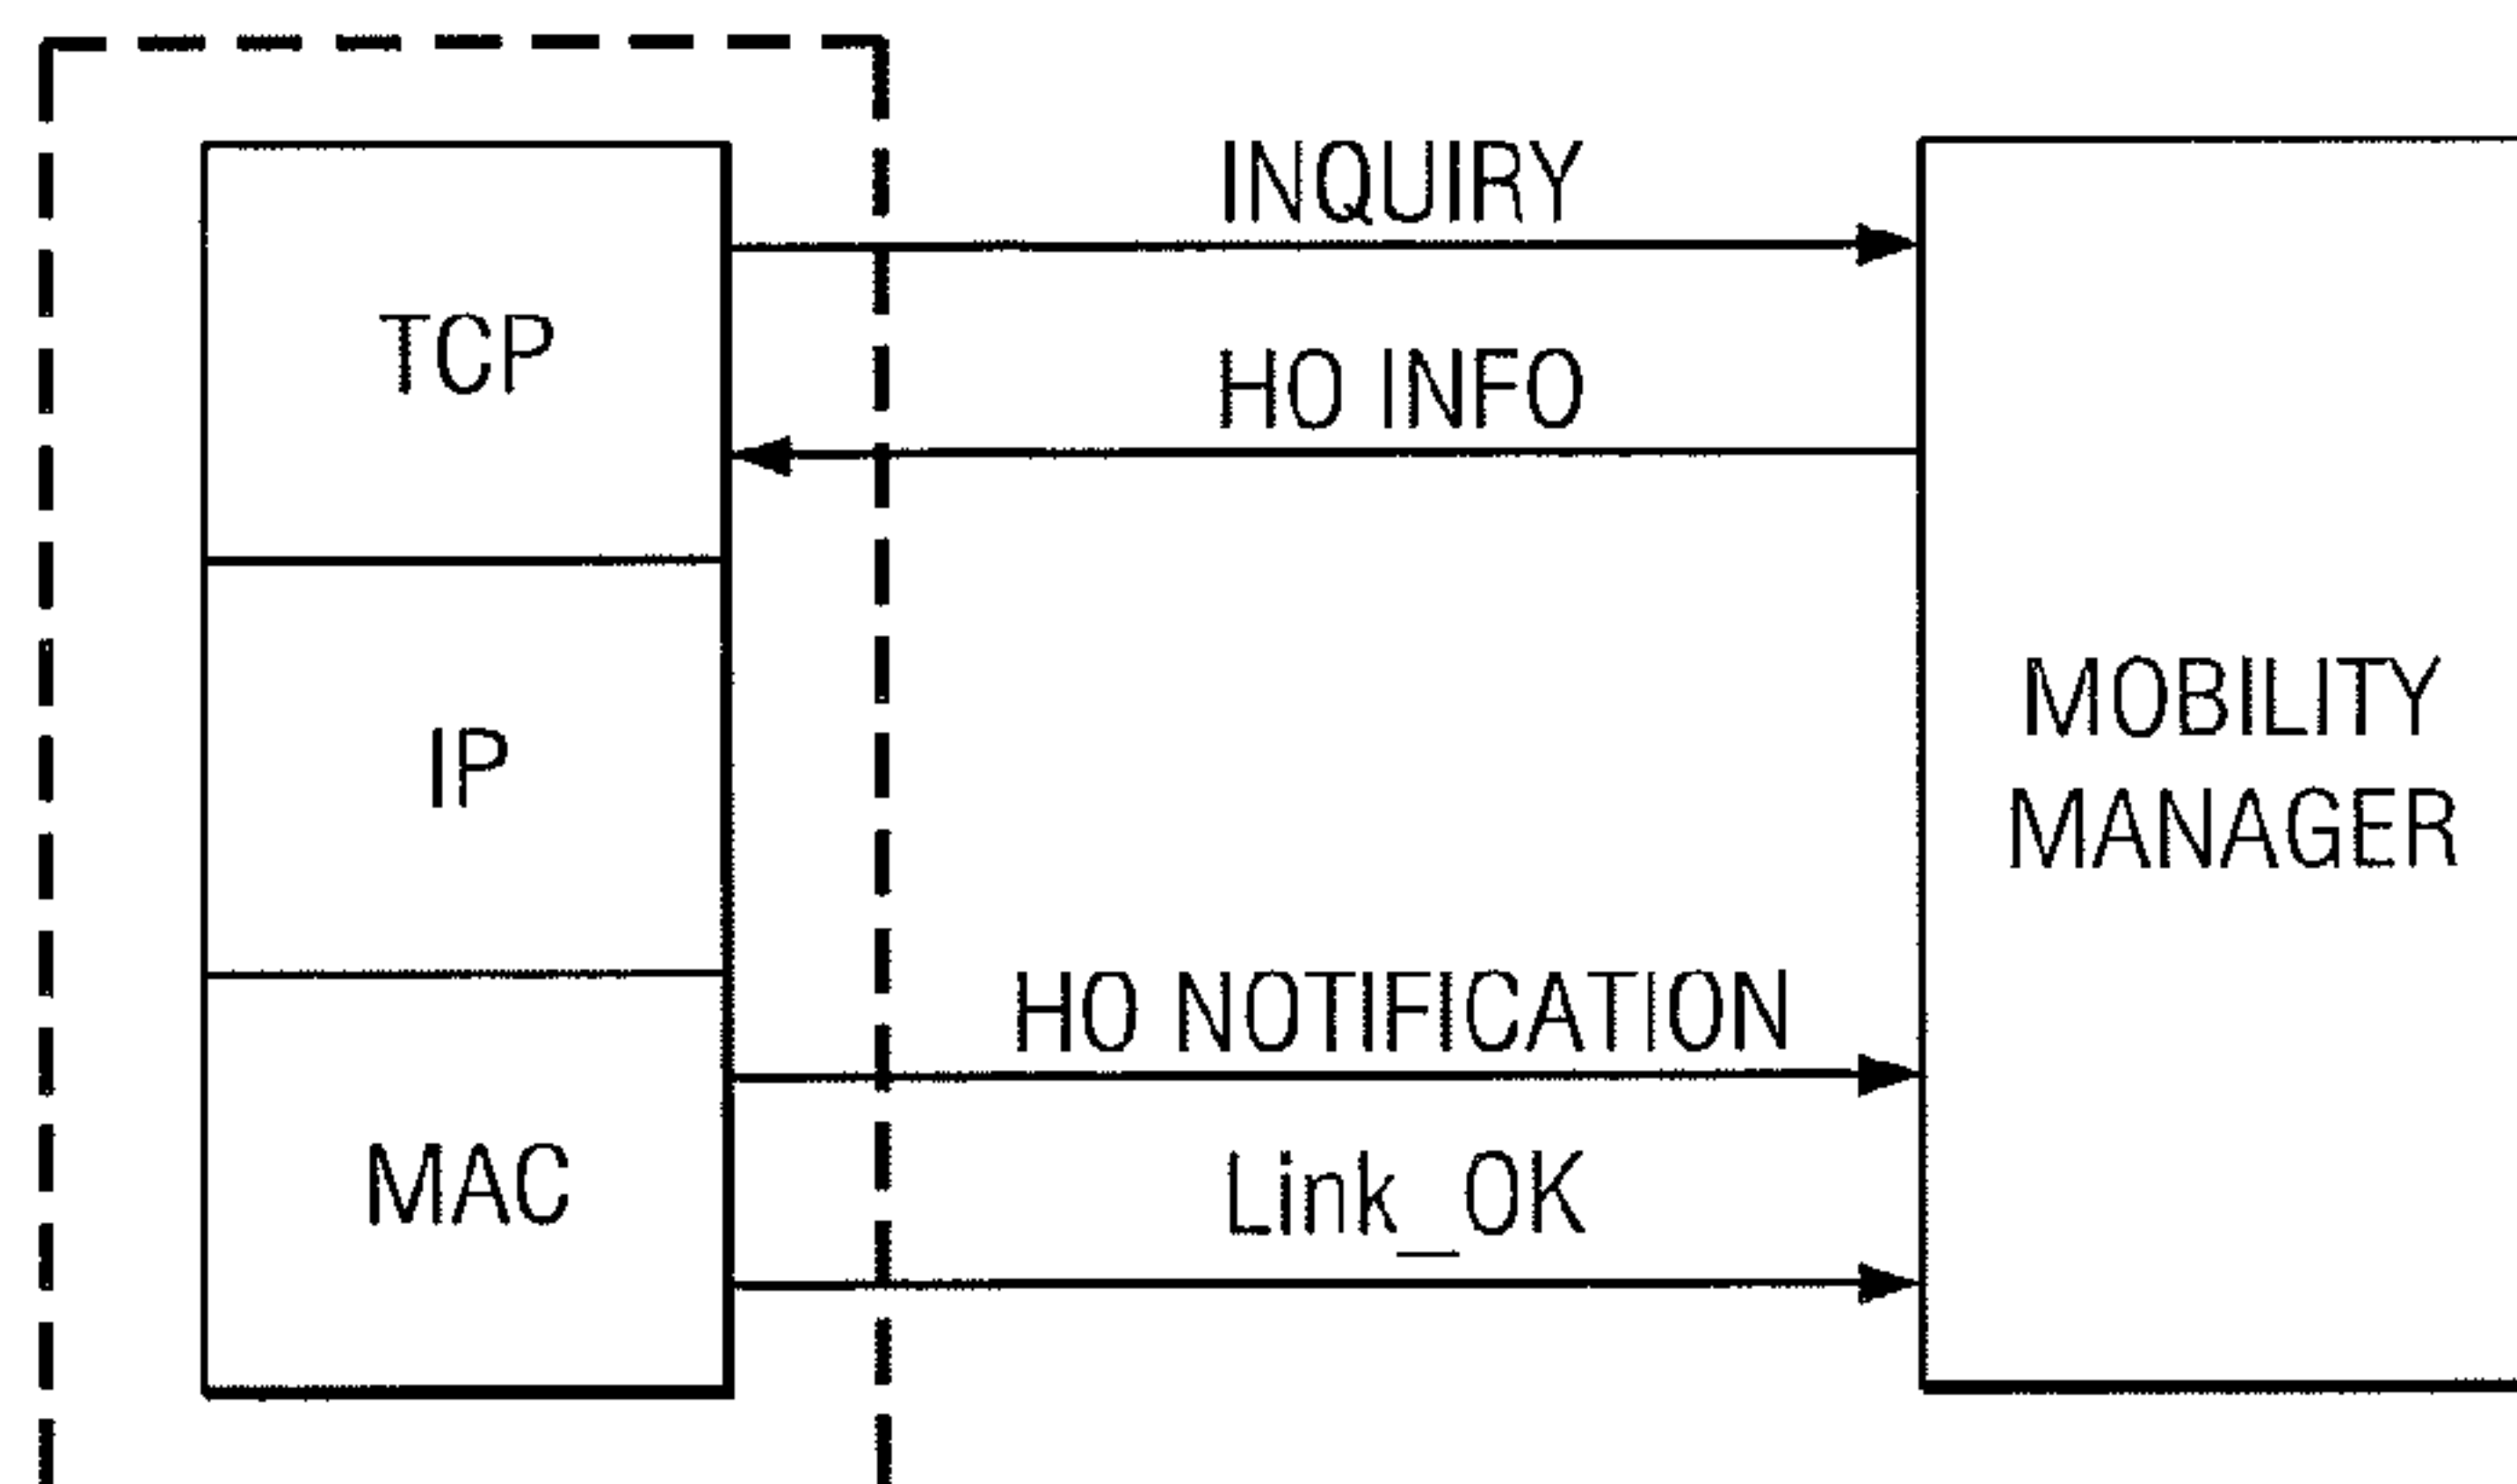 INQUIRY
HO INFO
TCP
IP
MAC
HO NOTIFICATION
Link_OK
MOBILITY
MANAGER